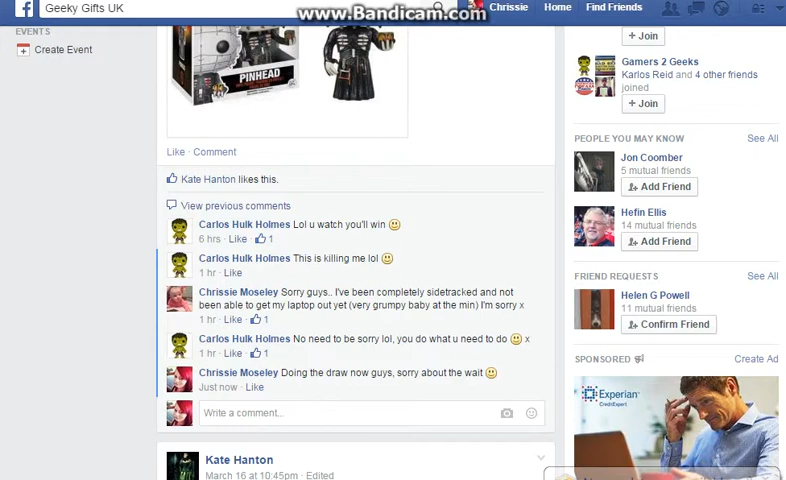 www.Bandicam.com
Geeky Gifts UK
Chrissie Home Find Friends
EVENTS
Create Event
PINHEAD
Like · Comment
Kate Hanton likes this.
View previous comments
Carlos Hulk Holmes Lol u watch you'll win
6 hrs · Like · 1
Carlos Hulk Holmes This is killing me lol
1 hr · Like
Chrissie Moseley Sorry guys.. I've been completely sidetracked and not
been able to get my laptop out yet (very grumpy baby at the min) I'm sorry x
1 hr · Like · 1
Carlos Hulk Holmes No need to be sorry lol, you do what u need to do x
1 hr · Like · 1
Chrissie Moseley Doing the draw now guys, sorry about the wait
Just now · Like
Write a comment...
Kate Hanton
March 16 at 10:45pm · Edited
+ Join
Gamers 2 Geeks
Karlos Reid and 4 other friends
joined
+ Join
PEOPLE YOU MAY KNOW See All
Jon Coomber
5 mutual friends
Add Friend
Hefin Ellis
14 mutual friends
Add Friend
FRIEND REQUESTS See All
Helen G Powell
11 mutual friends
Confirm Friend
SPONSORED Create Ad
Experian
CreditExpert